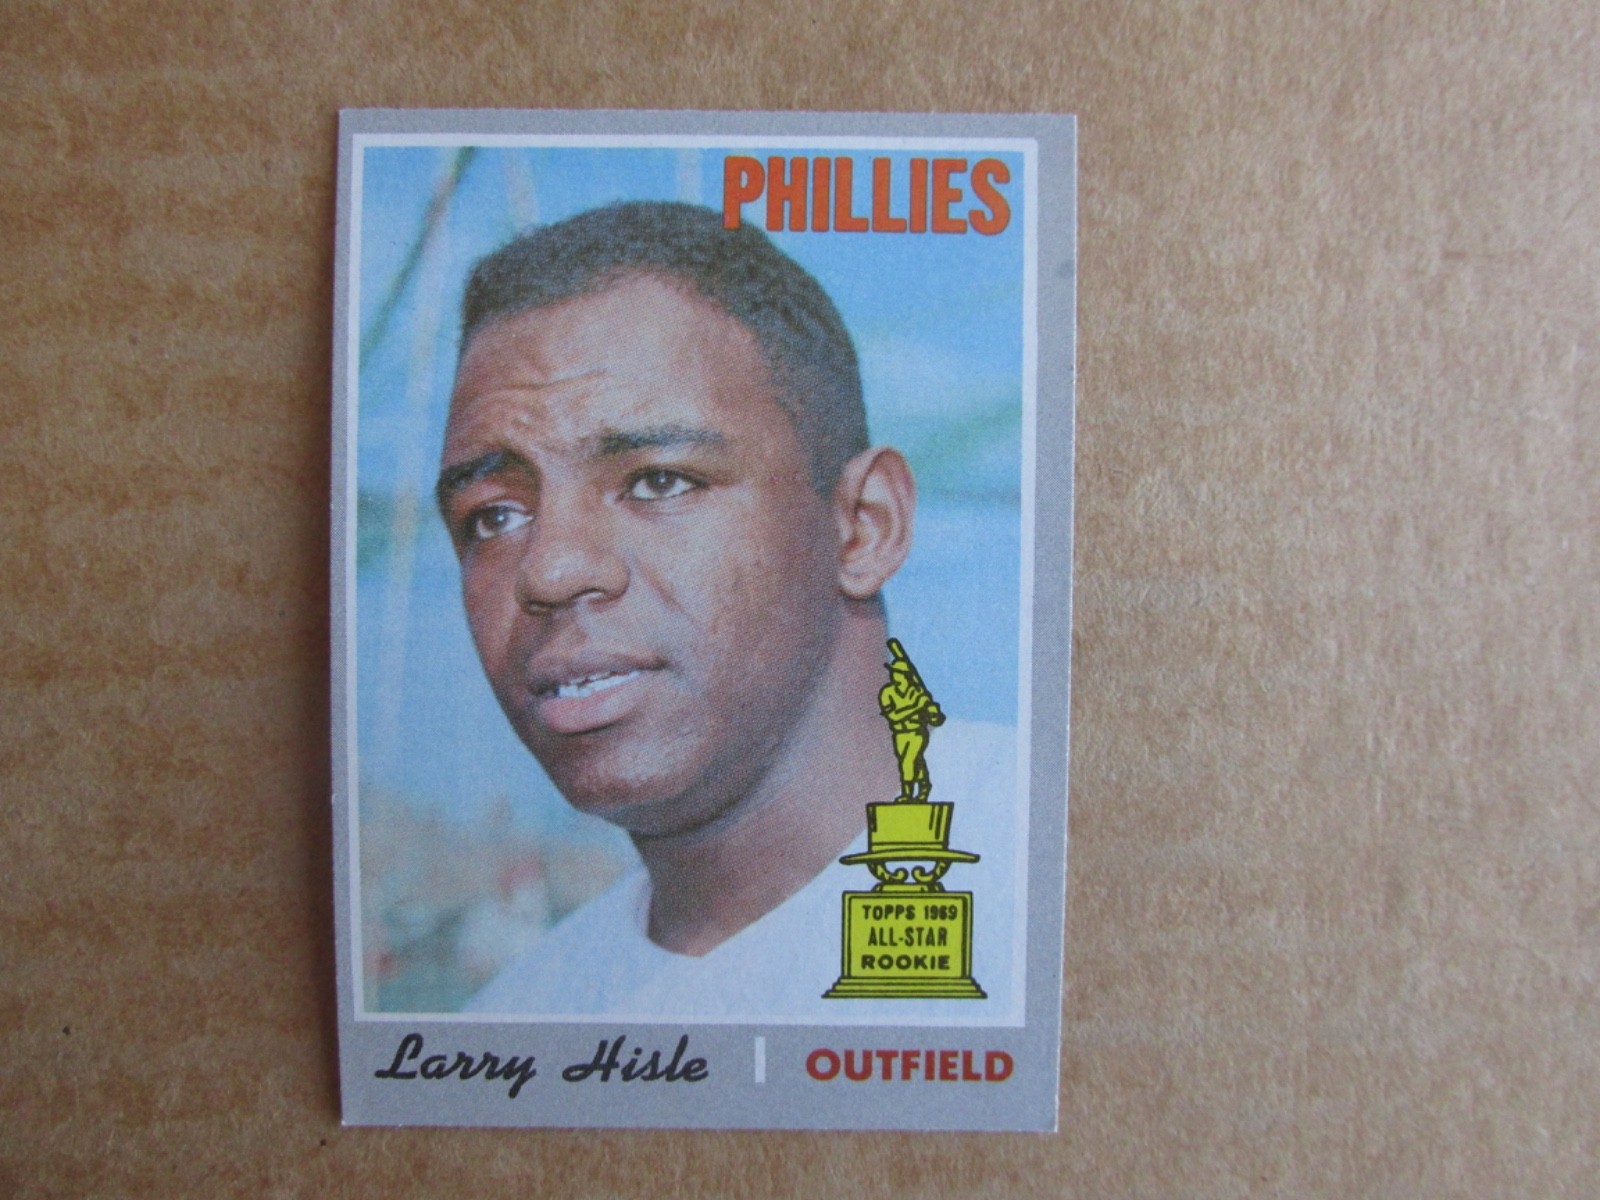 PHILLIES
TOPPS 1969
ALL-STAR
ROOKIE
Larry Hisle | OUTFIELD